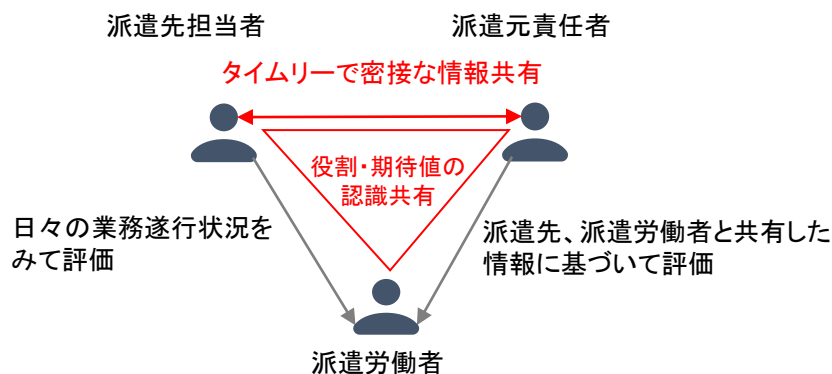 派遣先担当者
派遣元責任者
タイムリーで密接な情報共有
役割・期待値の
認識共有
日々の業務遂行状況を
みて評価
派遣先、派遣労働者と共有した
情報に基づいて評価
派遣労働者